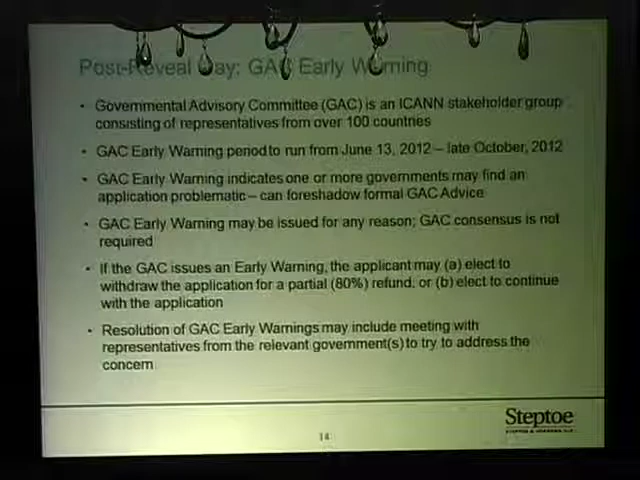 Post-Reveal Day: GAC Early Warning
• Governmental Advisory Committee (GAC) is an ICANN stakeholder group
consisting of representatives from over 100 countries
• GAC Early Warning period to run from June 13, 2012 – late October, 2012
• GAC Early Warning indicates one or more governments may find an
application problematic – can foreshadow formal GAC Advice
• GAC Early Warning may be issued for any reason; GAC consensus is not
required
• If the GAC issues an Early Warning, the applicant may (a) elect to
withdraw the application for a partial (80%) refund, or (b) elect to continue
with the application
• Resolution of GAC Early Warnings may include meeting with
representatives from the relevant government(s) to try to address the
concern
Steptoe
STEPTOE & JOHNSON LLP
14